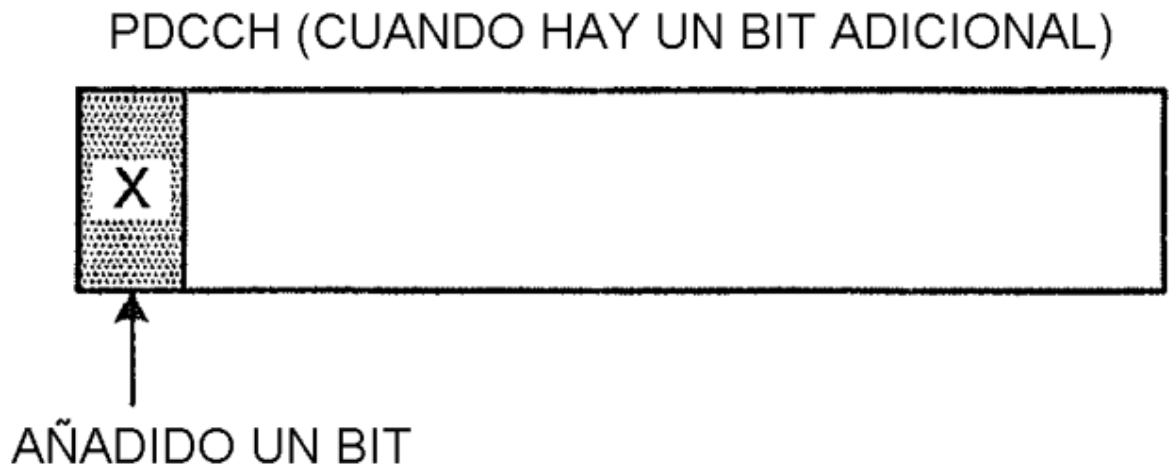 PDCCH (CUANDO HAY UN BIT ADICIONAL)
X
AÑADIDO UN BIT